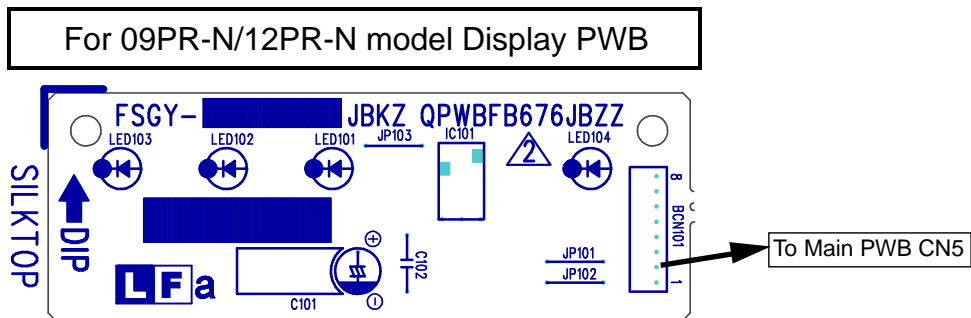 For 09PR-N/12PR-N model Display PWB
FSGY- JBKZ QPWBFB676JBZZ
LED103 LED102 LED101 JP103 IC101 LED104
2
8
SILKTOP
DIP
BCN101
To Main PWB CN5
JP101
C102
JP102
1
LF a
C101